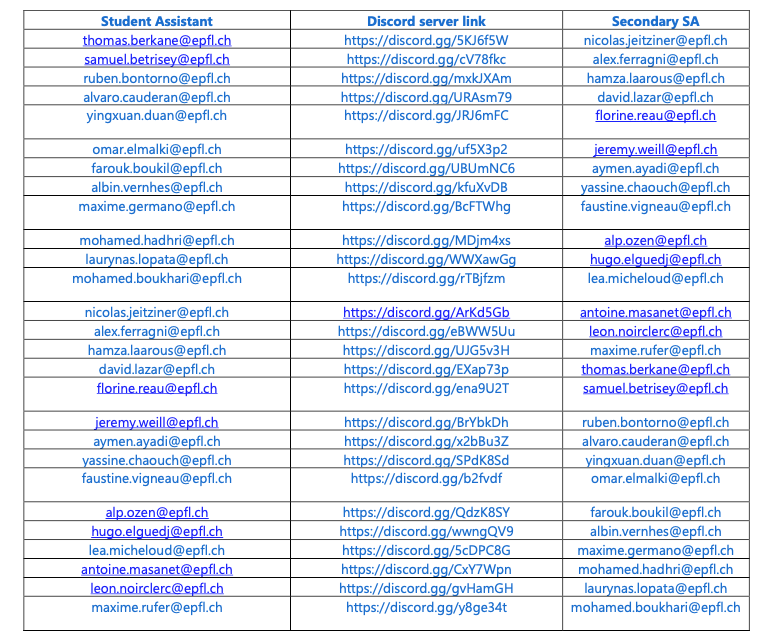 Student Assistant Discord server link Secondary SA
thomas.berkane@epfl.ch https://discord.gg/5KJ6f5W nicolas.jeitziner@epfl.ch
samuel.betrisey@epfl.ch https://discord.gg/cV78fkc alex.ferragni@epfl.ch
ruben.bontorno@epfl.ch https://discord.gg/mxkJXAm hamza.laarous@epfl.ch
alvaro.cauderan@epfl.ch https://discord.gg/URAsm79 david.lazar@epfl.ch
yingxuan.duan@epfl.ch https://discord.gg/JRJ6mFC florine.reau@epfl.ch
omar.elmalki@epfl.ch https://discord.gg/uf5X3p2 jeremy.weill@epfl.ch
farouk.boukil@epfl.ch https://discord.gg/UBUmNC6 aymen.ayadi@epfl.ch
albin.vernhes@epfl.ch https://discord.gg/kfuXvDB yassine.chaouch@epfl.ch
maxime.germano@epfl.ch https://discord.gg/BcFTWhg faustine.vigneau@epfl.ch
mohamed.hadhri@epfl.ch https://discord.gg/MDjm4xs alp.ozen@epfl.ch
laurynas.lopata@epfl.ch https://discord.gg/WWXawGg hugo.elguedj@epfl.ch
mohamed.boukhari@epfl.ch https://discord.gg/rTBjfzm lea.micheloud@epfl.ch
nicolas.jeitziner@epfl.ch https://discord.gg/ArKd5Gb antoine.masanet@epfl.ch
alex.ferragni@epfl.ch https://discord.gg/eBWW5Uu leon.noirclerc@epfl.ch
hamza.laarous@epfl.ch https://discord.gg/UJG5v3H maxime.rufer@epfl.ch
david.lazar@epfl.ch https://discord.gg/EXap73p thomas.berkane@epfl.ch
florine.reau@epfl.ch https://discord.gg/ena9U2T samuel.betrisey@epfl.ch
jeremy.weill@epfl.ch https://discord.gg/BrYbkDh ruben.bontorno@epfl.ch
aymen.ayadi@epfl.ch https://discord.gg/x2bBu3Z alvaro.cauderan@epfl.ch
yassine.chaouch@epfl.ch https://discord.gg/SPdK8Sd yingxuan.duan@epfl.ch
faustine.vigneau@epfl.ch https://discord.gg/b2fvdf omar.elmalki@epfl.ch
alp.ozen@epfl.ch https://discord.gg/QdzK8SY farouk.boukil@epfl.ch
hugo.elguedj@epfl.ch https://discord.gg/wwngQV9 albin.vernhes@epfl.ch
lea.micheloud@epfl.ch https://discord.gg/5cDPC8G maxime.germano@epfl.ch
antoine.masanet@epfl.ch https://discord.gg/CxY7Wpn mohamed.hadhri@epfl.ch
leon.noirclerc@epfl.ch https://discord.gg/gvHamGH laurynas.lopata@epfl.ch
maxime.rufer@epfl.ch https://discord.gg/y8ge34t mohamed.boukhari@epfl.ch